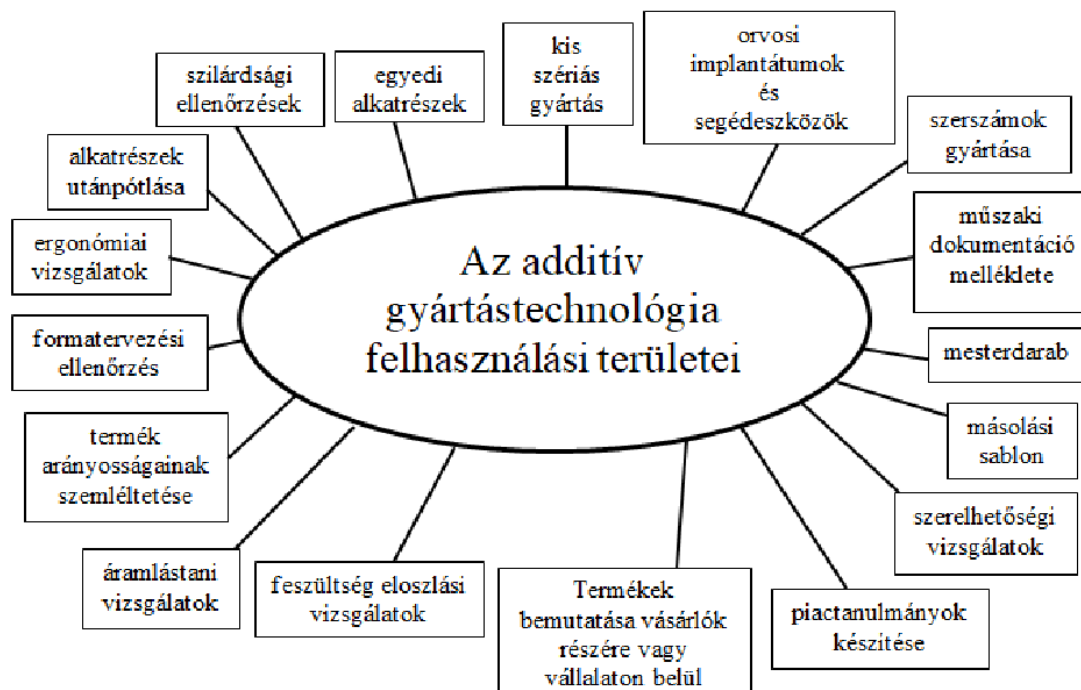 kis
szériás
gyártás
orvosi
implantátumok
és
segédeszközök
szerszámok
gyártása
műszaki
dokumentáció
melléklete
mesterdarab
másolási
sablon
szerelhetőségi
vizsgálatok
piactanulmányok
készítése
Termékek
bemutatása vásárlók
részére vagy
vállalaton belül
feszültség eloszlási
vizsgálatok
áramlástani
vizsgálatok
termék
arányosságainak
szemléltetése
formatervezési
ellenőrzés
ergonómiai
vizsgálatok
alkatrészek
utánpótlása
szilárdsági
ellenőrzések
egyedi
alkatrészek
Az additív
gyártástechnológia
felhasználási területei